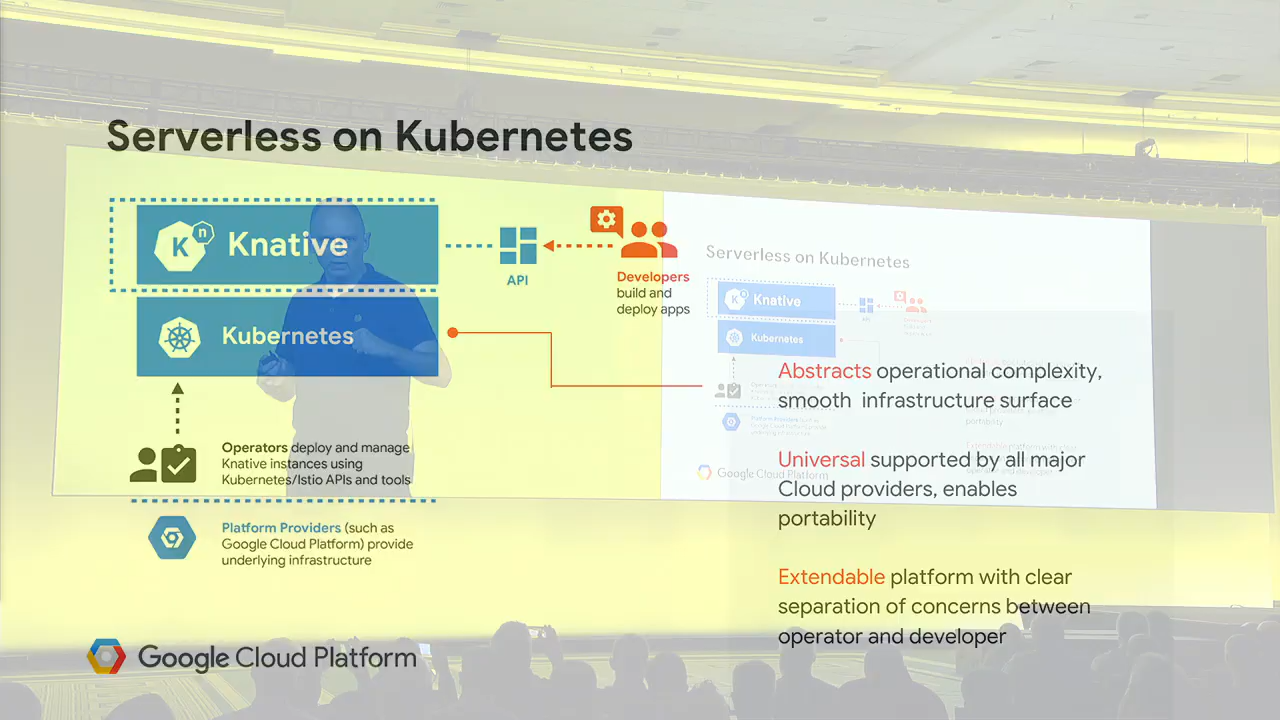 Serverless on Kubernetes
K n Knative
API
Developers
build and
deploy apps
Kubernetes
Operators deploy and manage
Knative instances using
Kubernetes/Istio APIs and tools
Platform Providers (such as
Google Cloud Platform) provide
underlying infrastructure
Abstracts operational complexity,
smooth infrastructure surface
Universal supported by all major
Cloud providers, enables
portability
Extendable platform with clear
separation of concerns between
operator and developer
Google Cloud Platform
Serverless on Kubernetes
K n Knative
Kubernetes
Google Cloud Platform